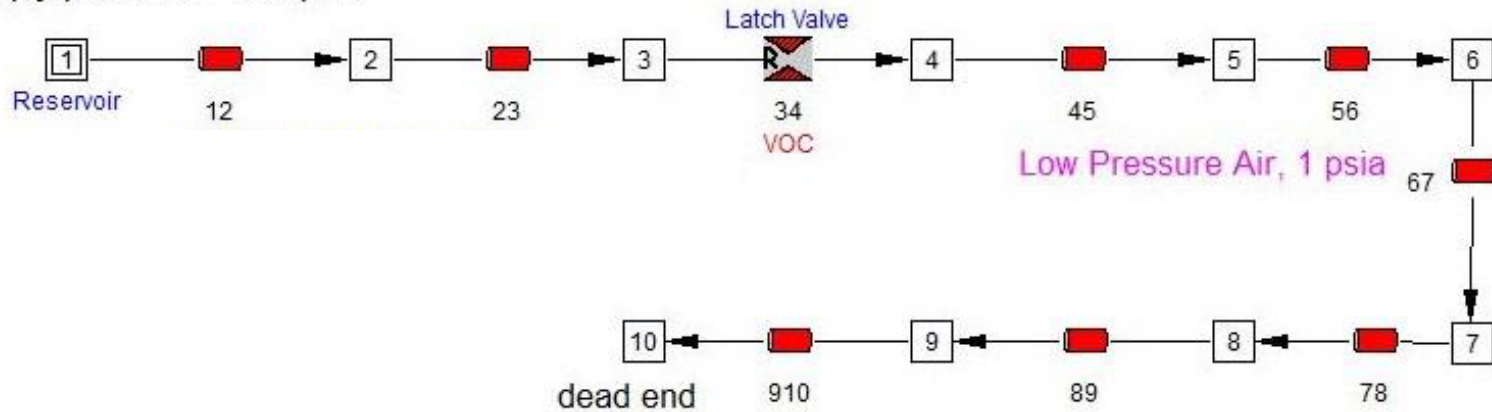 Latch Valve
1 2 3 R 4 5 6
Reservoir
12 23 34 45 56
VOC
Low Pressure Air, 1 psia 67
10 9 8 7
dead end 910 89 78